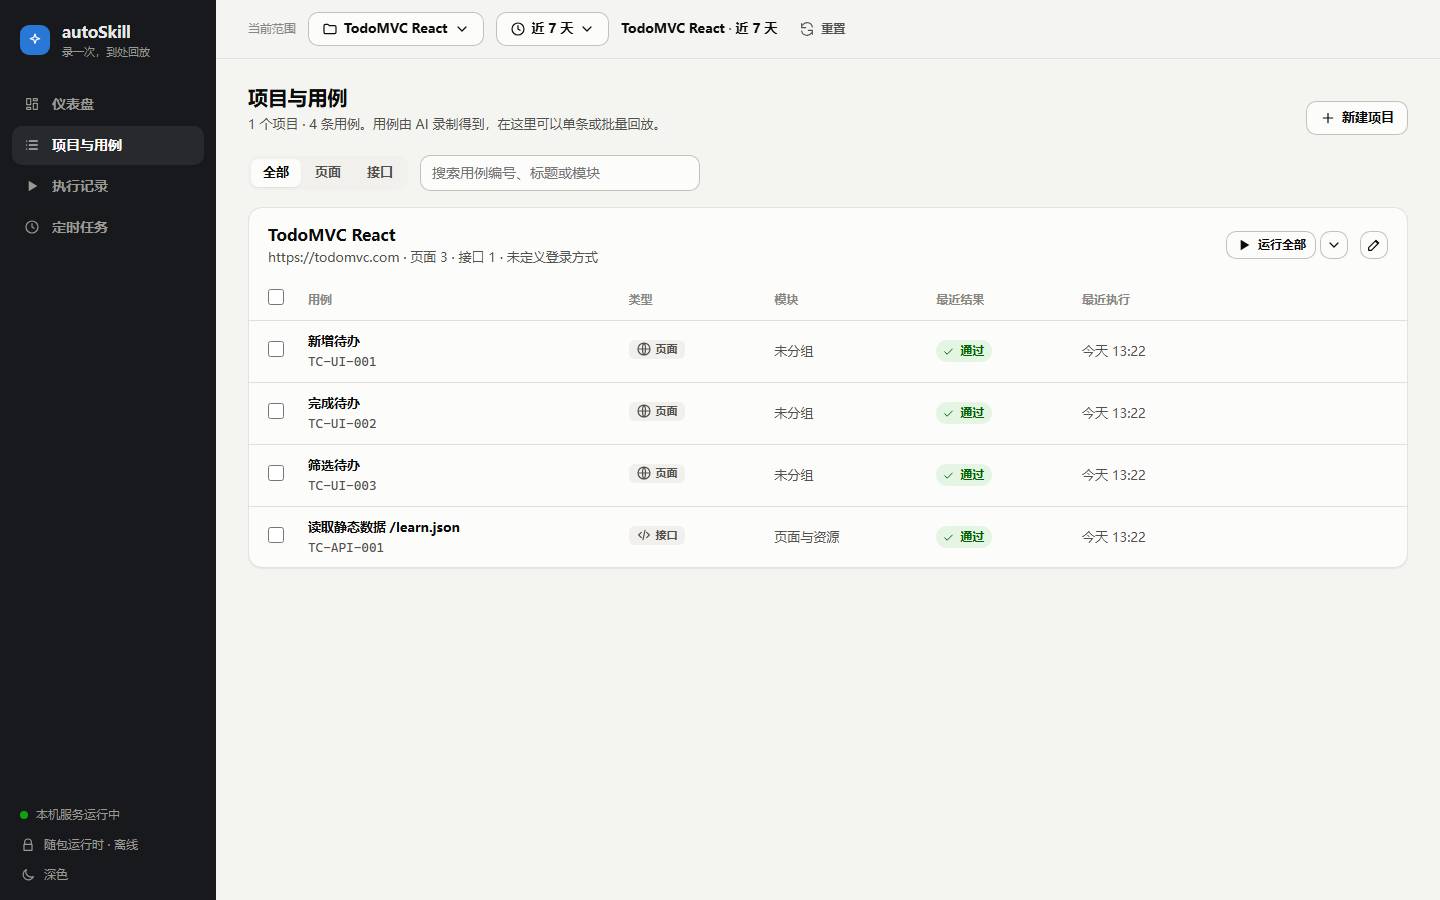 autoSkill
录一次，到处回放
仪表盘
项目与用例
执行记录
定时任务
本机服务运行中
随包运行时 · 离线
深色
当前范围 TodoMVC React 近 7 天 TodoMVC React · 近 7 天 重置
项目与用例
1 个项目 · 4 条用例。用例由 AI 录制得到，在这里可以单条或批量回放。
新建项目
全部 页面 接口 搜索用例编号、标题或模块
TodoMVC React
https://todomvc.com · 页面 3 · 接口 1 · 未定义登录方式
运行全部
用例 类型 模块 最近结果 最近执行
新增待办
TC-UI-001
页面 未分组 通过 今天 13:22
完成待办
TC-UI-002
页面 未分组 通过 今天 13:22
筛选待办
TC-UI-003
页面 未分组 通过 今天 13:22
读取静态数据 /learn.json
TC-API-001
接口 页面与资源 通过 今天 13:22